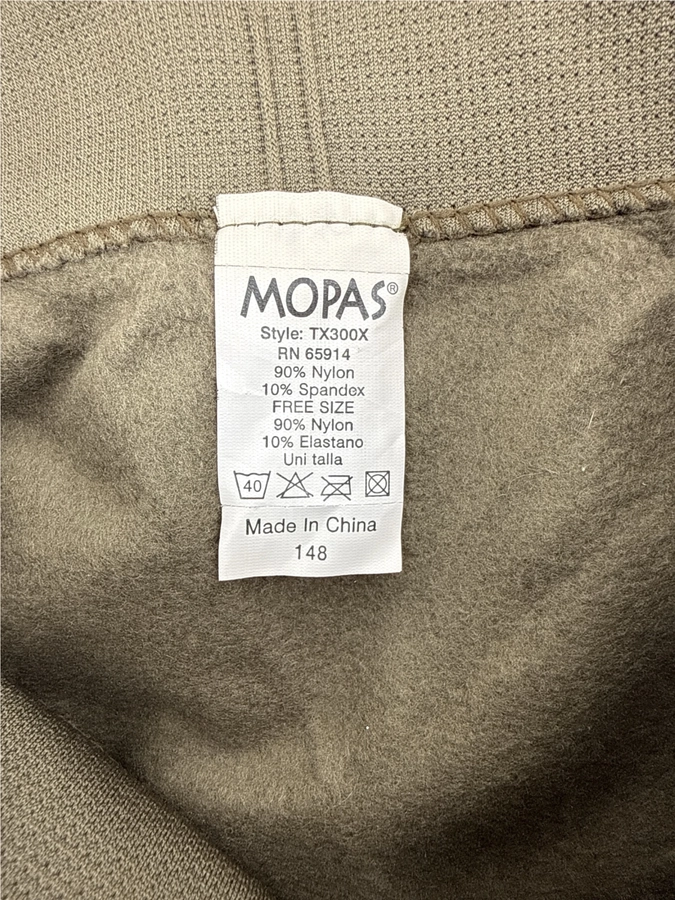 MOPAS®
Style: TX300X
RN 65914
90% Nylon
10% Spandex
FREE SIZE
90% Nylon
10% Elastano
Uni talla
40
Made In China
148